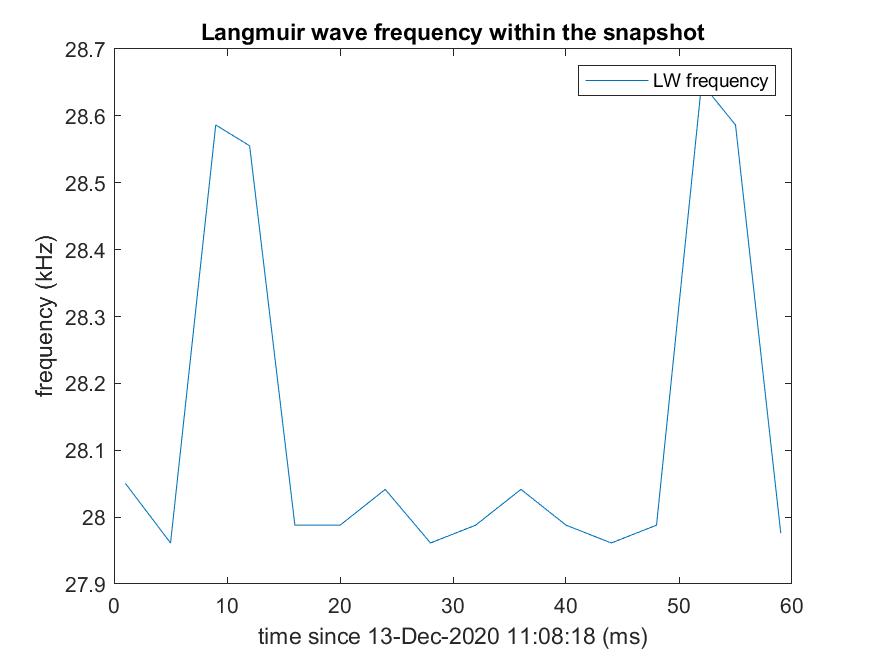 Langmuir wave frequency within the snapshot
28.7
28.6
28.5
28.4
28.3
28.2
28.1
28
27.9
frequency (kHz)
LW frequency
0 10 20 30 40 50 60
time since 13-Dec-2020 11:08:18 (ms)